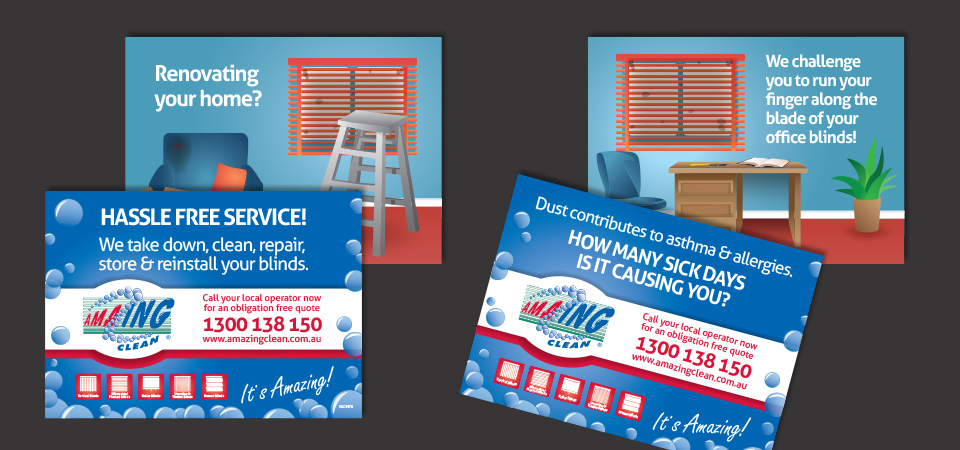 Renovating
your home?
We challenge
you to run your
finger along the
blade of your
office blinds!
HASSLE FREE SERVICE!
We take down, clean, repair,
store & reinstall your blinds.
AMAZING
CLEAN
®
Call your local operator now
for an obligation free quote
1300 138 150
www.amazingclean.com.au
It's Amazing!
Dust contributes to asthma & allergies.
HOW MANY SICK DAYS
IS IT CAUSING YOU?
AMAZING
CLEAN
®
Call your local operator now
for an obligation free quote
1300 138 150
www.amazingclean.com.au
It's Amazing!